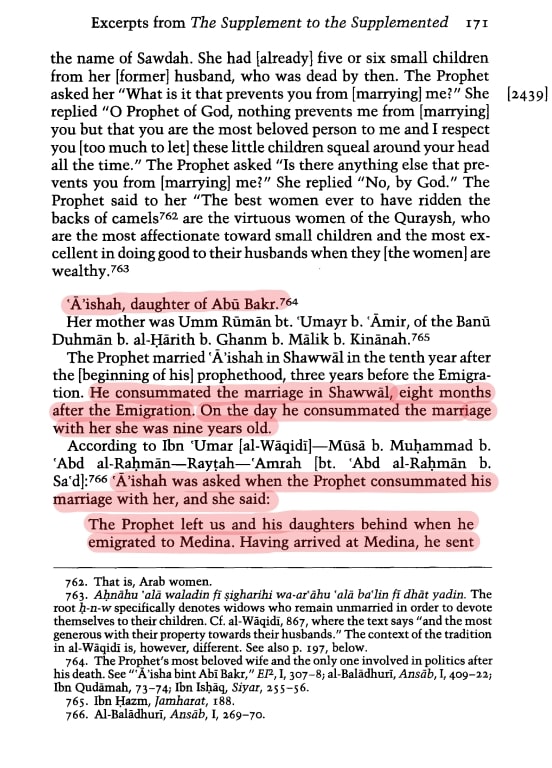 Excerpts from The Supplement to the Supplemented 171
the name of Sawdah. She had [already] five or six small children
from her [former] husband, who was dead by then. The Prophet
asked her “What is it that prevents you from [marrying] me?” She [2439]
replied “O Prophet of God, nothing prevents me from [marrying]
you but that you are the most beloved person to me and I respect
you [too much to let] these little children squeal around your head
all the time.” The Prophet asked “Is there anything else that pre-
vents you from [marrying] me?” She replied “No, by God.” The
Prophet said to her “The best women ever to have ridden the
backs of camels762 are the virtuous women of the Quraysh, who
are the most affectionate toward small children and the most ex-
cellent in doing good to their husbands when they [the women] are
wealthy.763
ʿĀʾishah, daughter of Abū Bakr.764
Her mother was Umm Rūmān bt. ʿUmayr b. ʿĀmir, of the Banū
Duhmān b. al-Ḥārith b. Ghanm b. Mālik b. Kinānah.765
The Prophet married ʿĀʾishah in Shawwāl in the tenth year after
the [beginning of his] prophethood, three years before the Emigra-
tion. He consummated the marriage in Shawwāl, eight months
after the Emigration. On the day he consummated the marriage
with her she was nine years old.
According to Ibn ʿUmar [al-Wāqidī]—Mūsā b. Muḥammad b.
ʿAbd al-Raḥmān—Rayṭah—ʿAmrah [bt. ʿAbd al-Raḥmān b.
Saʿd]:766 ʿĀʾishah was asked when the Prophet consummated his
marriage with her, and she said:
The Prophet left us and his daughters behind when he
emigrated to Medina. Having arrived at Medina, he sent
762. That is, Arab women.
763. Aḥnāhu ʿalā waladin fī ṣigharihi wa-arʿāhu ʿalā baʿlin fī dhāt yadin. The
root ḥ-n-w specifically denotes widows who remain unmarried in order to devote
themselves to their children. Cf. al-Wāqidī, 867, where the text says “and the most
generous with their property towards their husbands.” The context of the tradition
in al-Wāqidī is, however, different. See also p. 197, below.
764. The Prophet’s most beloved wife and the only one involved in politics after
his death. See “ʿĀʾisha bint Abī Bakr,” EI², I, 307–8; al-Balādhurī, Ansāb, I, 409–22;
Ibn Qudāmah, 73–74; Ibn Isḥāq, Siyar, 255–56.
765. Ibn Ḥazm, Jamharat, 188.
766. Al-Balādhurī, Ansāb, I, 269–70.